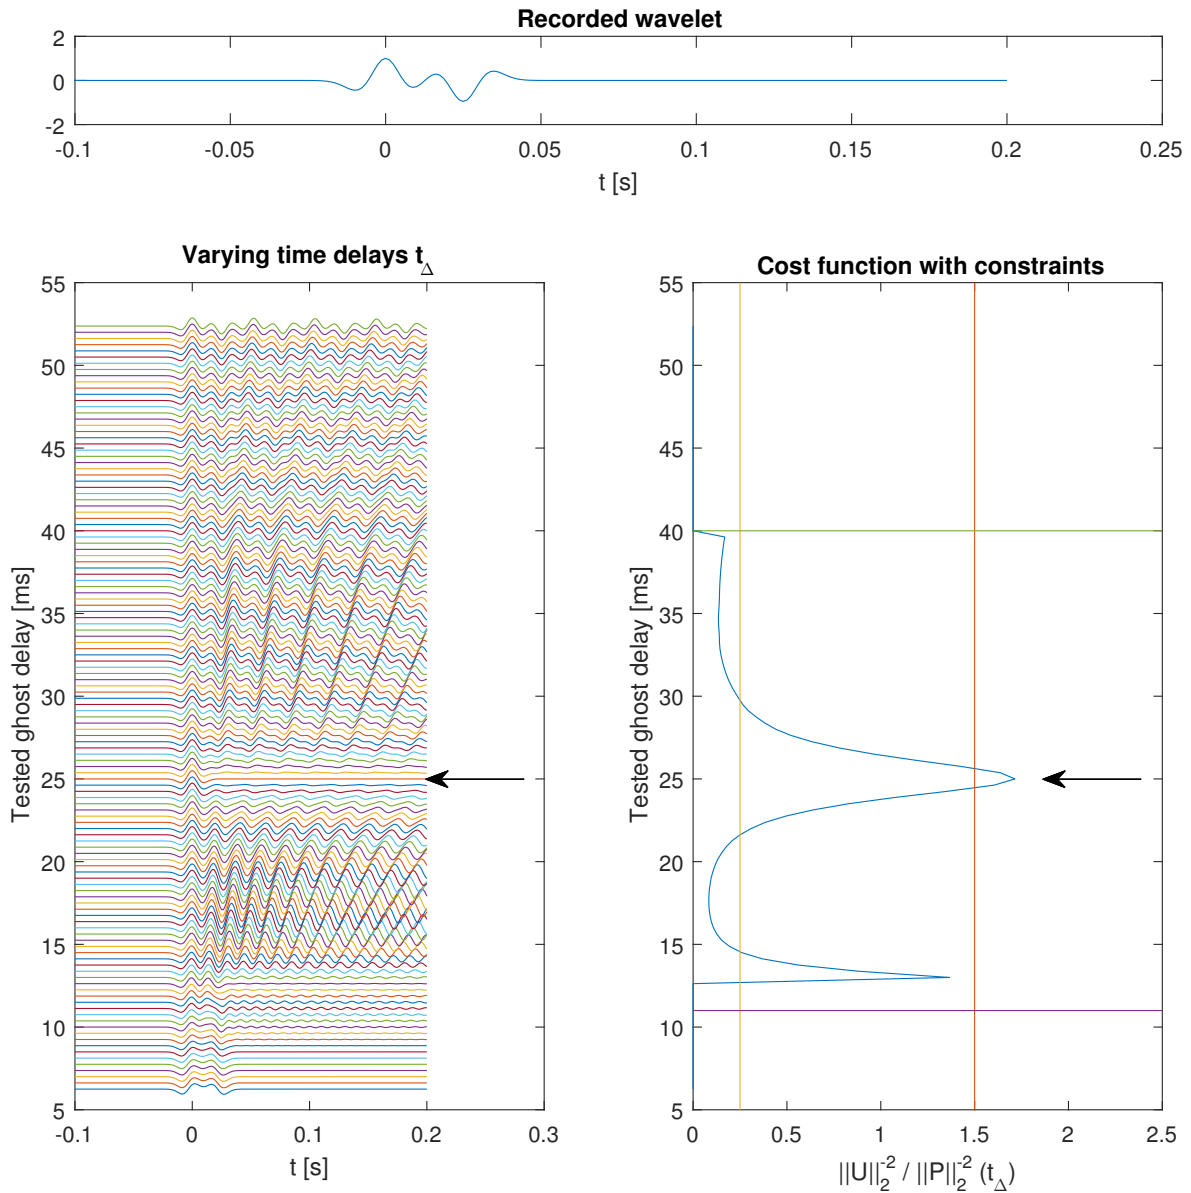 Recorded wavelet
2
0
-2
-0.1 -0.05 0 0.05 0.1 0.15 0.2 0.25
t [s]
Varying time delays t_Δ
55
50
45
40
35
30
25
20
15
10
5
Tested ghost delay [ms]
-0.1 0 0.1 0.2 0.3
t [s]
Cost function with constraints
55
50
45
40
35
30
25
20
15
10
5
Tested ghost delay [ms]
0 0.5 1 1.5 2 2.5
||U||_2^-2 / ||P||_2^-2 (t_Δ)